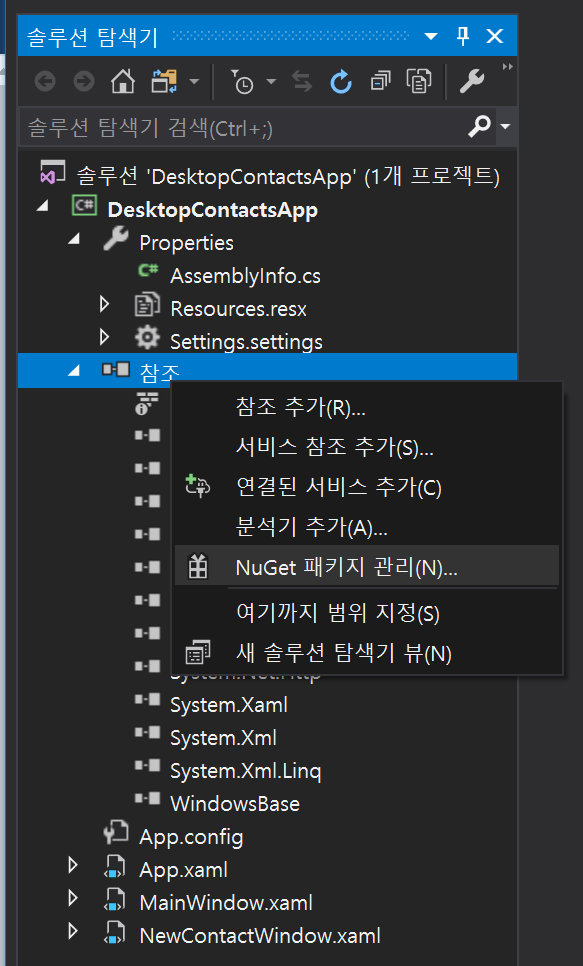 솔루션 탐색기
솔루션 탐색기 검색(Ctrl+;)
솔루션 'DesktopContactsApp' (1개 프로젝트)
C# DesktopContactsApp
Properties
C# AssemblyInfo.cs
Resources.resx
Settings.settings
참조
참조 추가(R)...
서비스 참조 추가(S)...
연결된 서비스 추가(C)
분석기 추가(A)...
NuGet 패키지 관리(N)...
여기까지 범위 지정(S)
새 솔루션 탐색기 뷰(N)
System.Net.Http
System.Xaml
System.Xml
System.Xml.Linq
WindowsBase
App.config
App.xaml
MainWindow.xaml
NewContactWindow.xaml